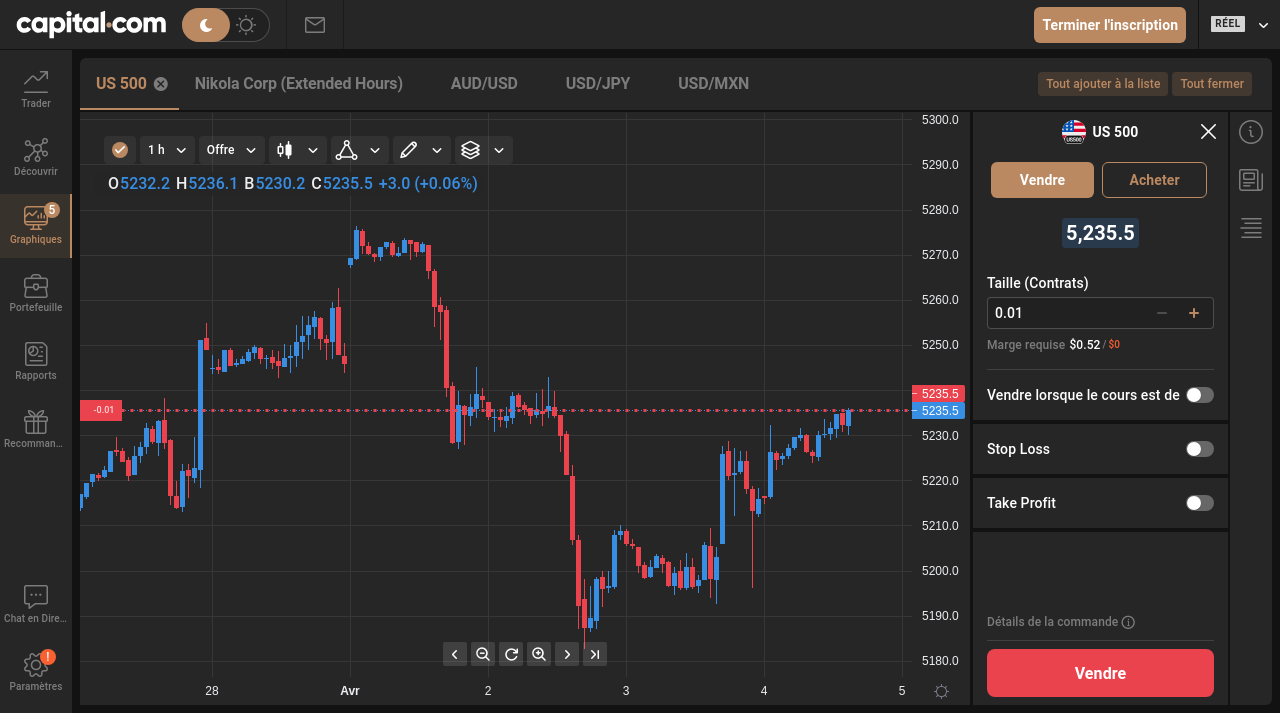 capital.com
Terminer l'inscription
RÉEL
Trader
Découvrir
5
Graphiques
Portefeuille
Rapports
Recomman...
Chat en Dire...
!
Paramètres
US 500
Nikola Corp (Extended Hours)
AUD/USD
USD/JPY
USD/MXN
Tout ajouter à la liste
Tout fermer
1 h
Offre
O5232.2 H5236.1 B5230.2 C5235.5 +3.0 (+0.06%)
-0.01
5300.0
5290.0
5280.0
5270.0
5260.0
5250.0
5235.5
5235.5
5230.0
5220.0
5210.0
5200.0
5190.0
5180.0
28
Avr
2
3
4
5
US500
US 500
Vendre
Acheter
5,235.5
Taille (Contrats)
0.01
Marge requise $0.52 / $0
Vendre lorsque le cours est de
Stop Loss
Take Profit
Détails de la commande
Vendre